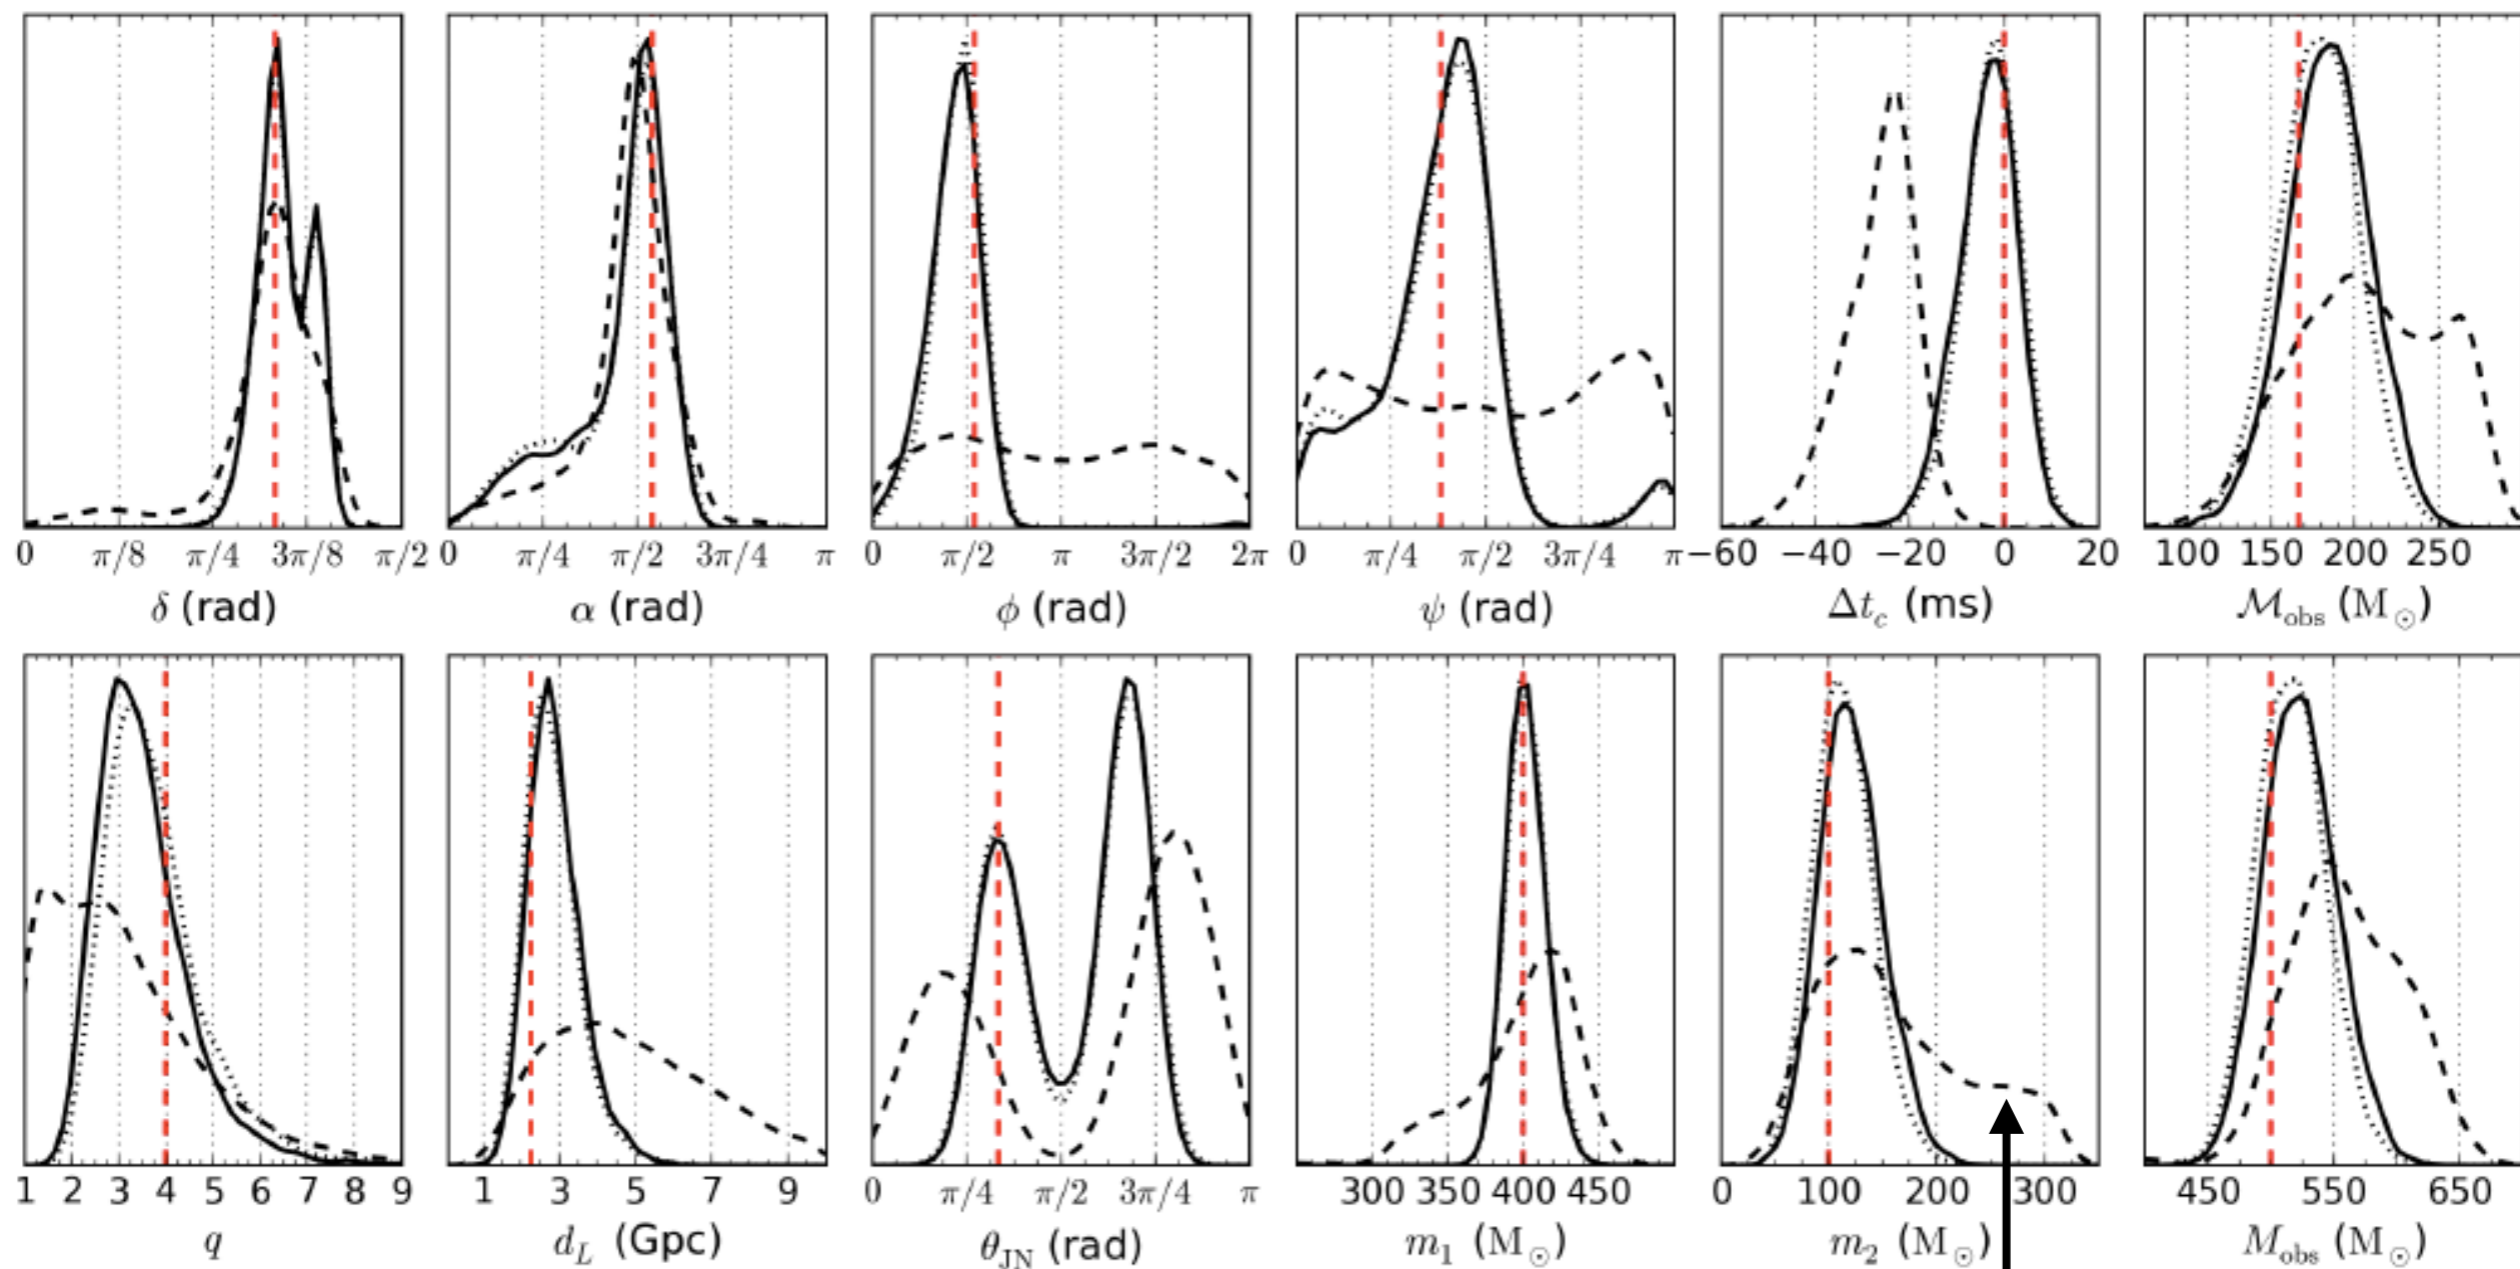 0 π/8 π/4 3π/8 π/2 0 π/4 π/2 3π/4 π 0 π/2 π 3π/2 2π 0 π/4 π/2 3π/4 π −60 −40 −20 0 20 100 150 200 250
δ (rad) α (rad) ϕ (rad) ψ (rad) Δt_c (ms) ℳ_obs (M_⊙)
1 2 3 4 5 6 7 8 9 1 3 5 7 9 0 π/4 π/2 3π/4 π 300 350 400 450 0 100 200 300 450 550 650
q d_L (Gpc) θ_JN (rad) m_1 (M_⊙) m_2 (M_⊙) M_obs (M_⊙)